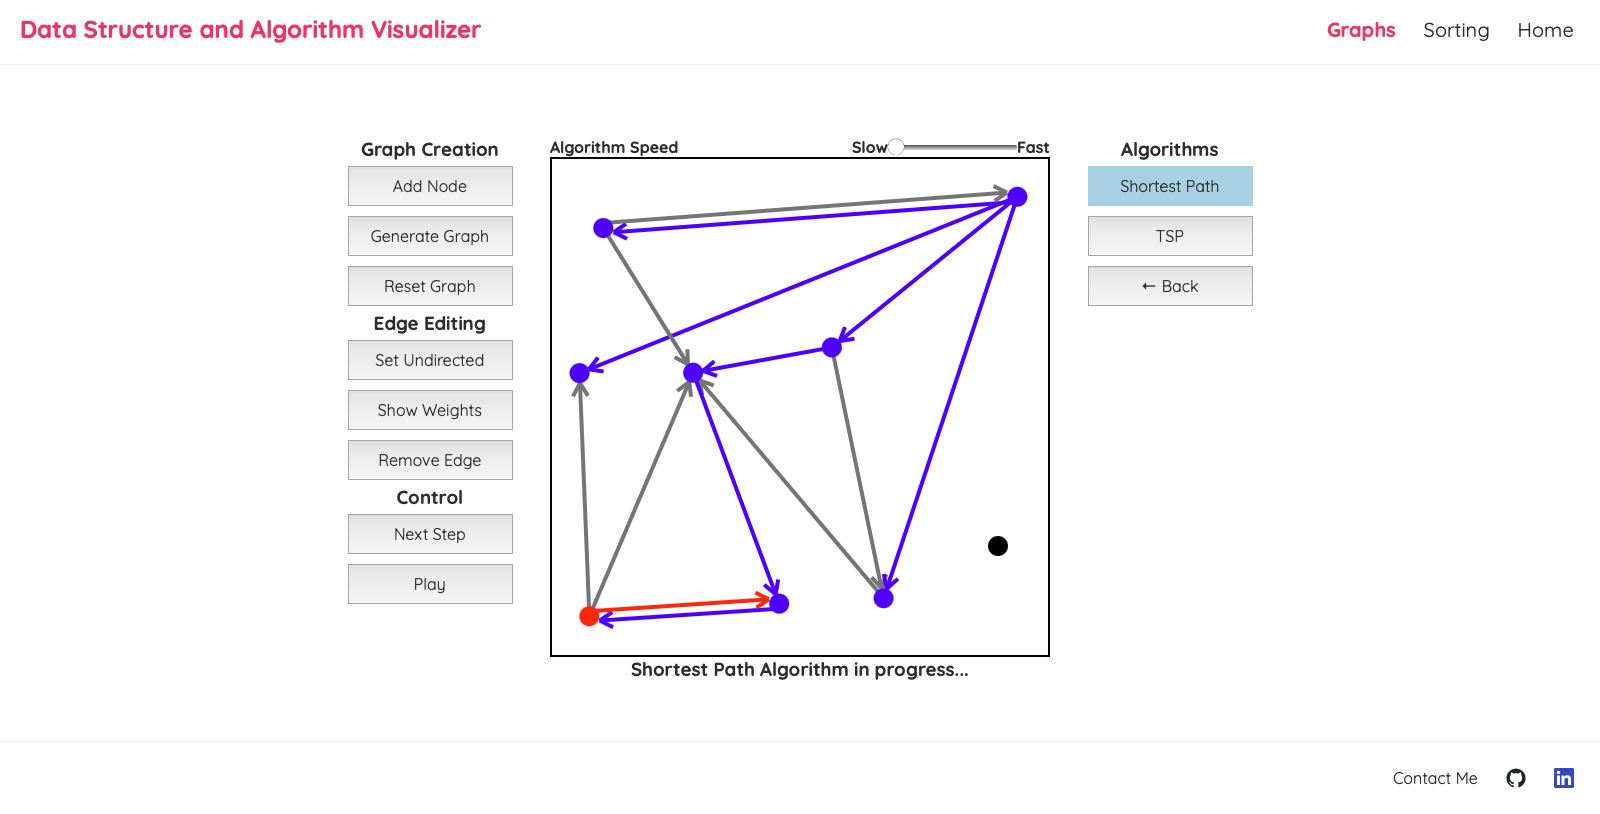 Data Structure and Algorithm Visualizer
Graphs Sorting Home
Graph Creation
Add Node
Generate Graph
Reset Graph
Edge Editing
Set Undirected
Show Weights
Remove Edge
Control
Next Step
Play
Algorithm Speed
Slow Fast
Shortest Path Algorithm in progress...
Algorithms
Shortest Path
TSP
← Back
Contact Me
in